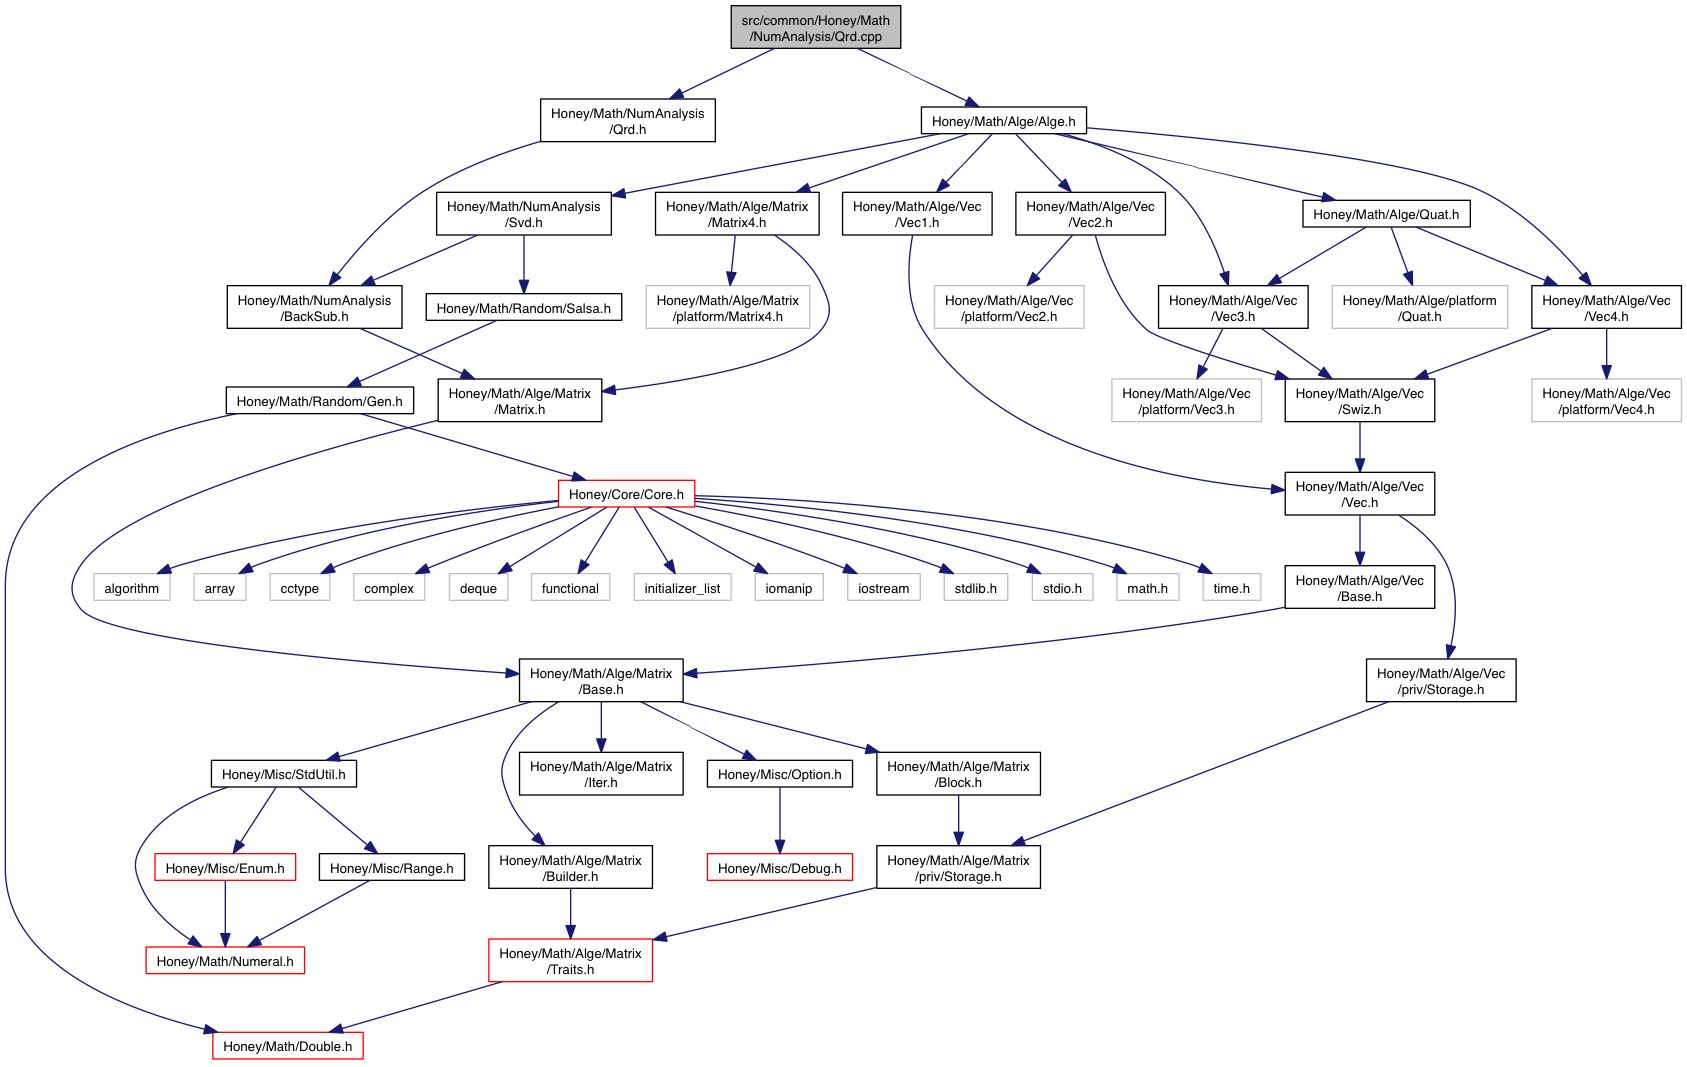 src/common/Honey/Math
/NumAnalysis/Qrd.cpp
Honey/Math/NumAnalysis
/Qrd.h
Honey/Math/Alge/Alge.h
Honey/Math/NumAnalysis
/Svd.h
Honey/Math/Alge/Matrix
/Matrix4.h
Honey/Math/Alge/Vec
/Vec1.h
Honey/Math/Alge/Vec
/Vec2.h
Honey/Math/Alge/Quat.h
Honey/Math/NumAnalysis
/BackSub.h
Honey/Math/Random/Salsa.h
Honey/Math/Alge/Matrix
/platform/Matrix4.h
Honey/Math/Alge/Vec
/platform/Vec2.h
Honey/Math/Alge/Vec
/Vec3.h
Honey/Math/Alge/platform
/Quat.h
Honey/Math/Alge/Vec
/Vec4.h
Honey/Math/Random/Gen.h
Honey/Math/Alge/Matrix
/Matrix.h
Honey/Math/Alge/Vec
/platform/Vec3.h
Honey/Math/Alge/Vec
/Swiz.h
Honey/Math/Alge/Vec
/platform/Vec4.h
Honey/Core/Core.h
Honey/Math/Alge/Vec
/Vec.h
algorithm
array
cctype
complex
deque
functional
initializer_list
iomanip
iostream
stdlib.h
stdio.h
math.h
time.h
Honey/Math/Alge/Vec
/Base.h
Honey/Math/Alge/Matrix
/Base.h
Honey/Math/Alge/Vec
/priv/Storage.h
Honey/Misc/StdUtil.h
Honey/Math/Alge/Matrix
/Iter.h
Honey/Misc/Option.h
Honey/Math/Alge/Matrix
/Block.h
Honey/Misc/Enum.h
Honey/Misc/Range.h
Honey/Math/Alge/Matrix
/Builder.h
Honey/Misc/Debug.h
Honey/Math/Alge/Matrix
/priv/Storage.h
Honey/Math/Numeral.h
Honey/Math/Alge/Matrix
/Traits.h
Honey/Math/Double.h